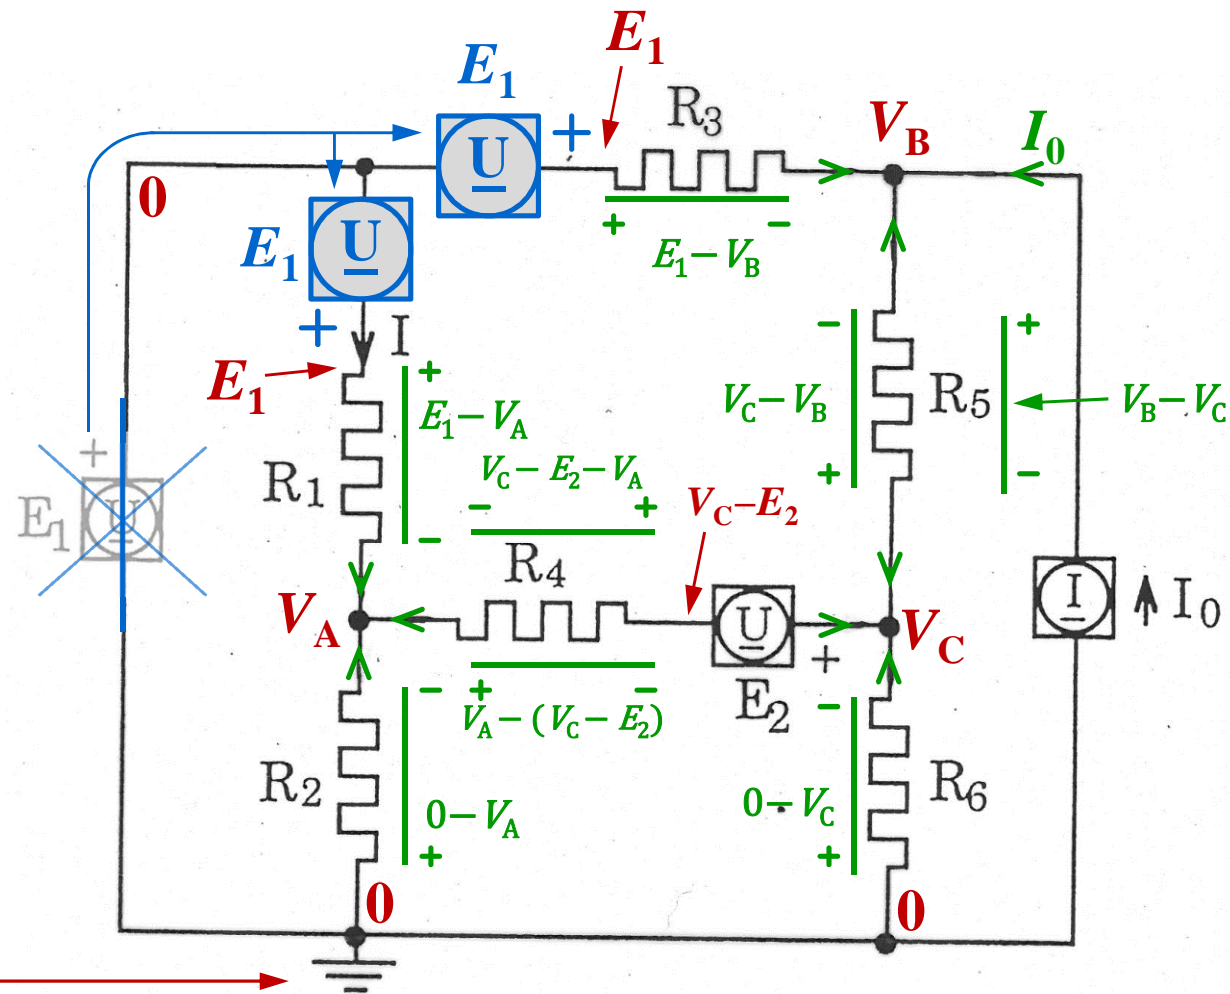 E1
E1
R3
VB
I0
0
U
U
E1
+
+ −
E1−VB
+
I
E1
+
E1−VA
− +
VC−VB
R5
VB−VC
+
E1
U
R1
VC−E2−VA
− +
−
VC−E2
+ −
R4
VA
U
+
E2
VC
I
I0
−
+ −
VA−(VC−E2)
−
R2
0−VA
+
0−VC
+
R6
0
0